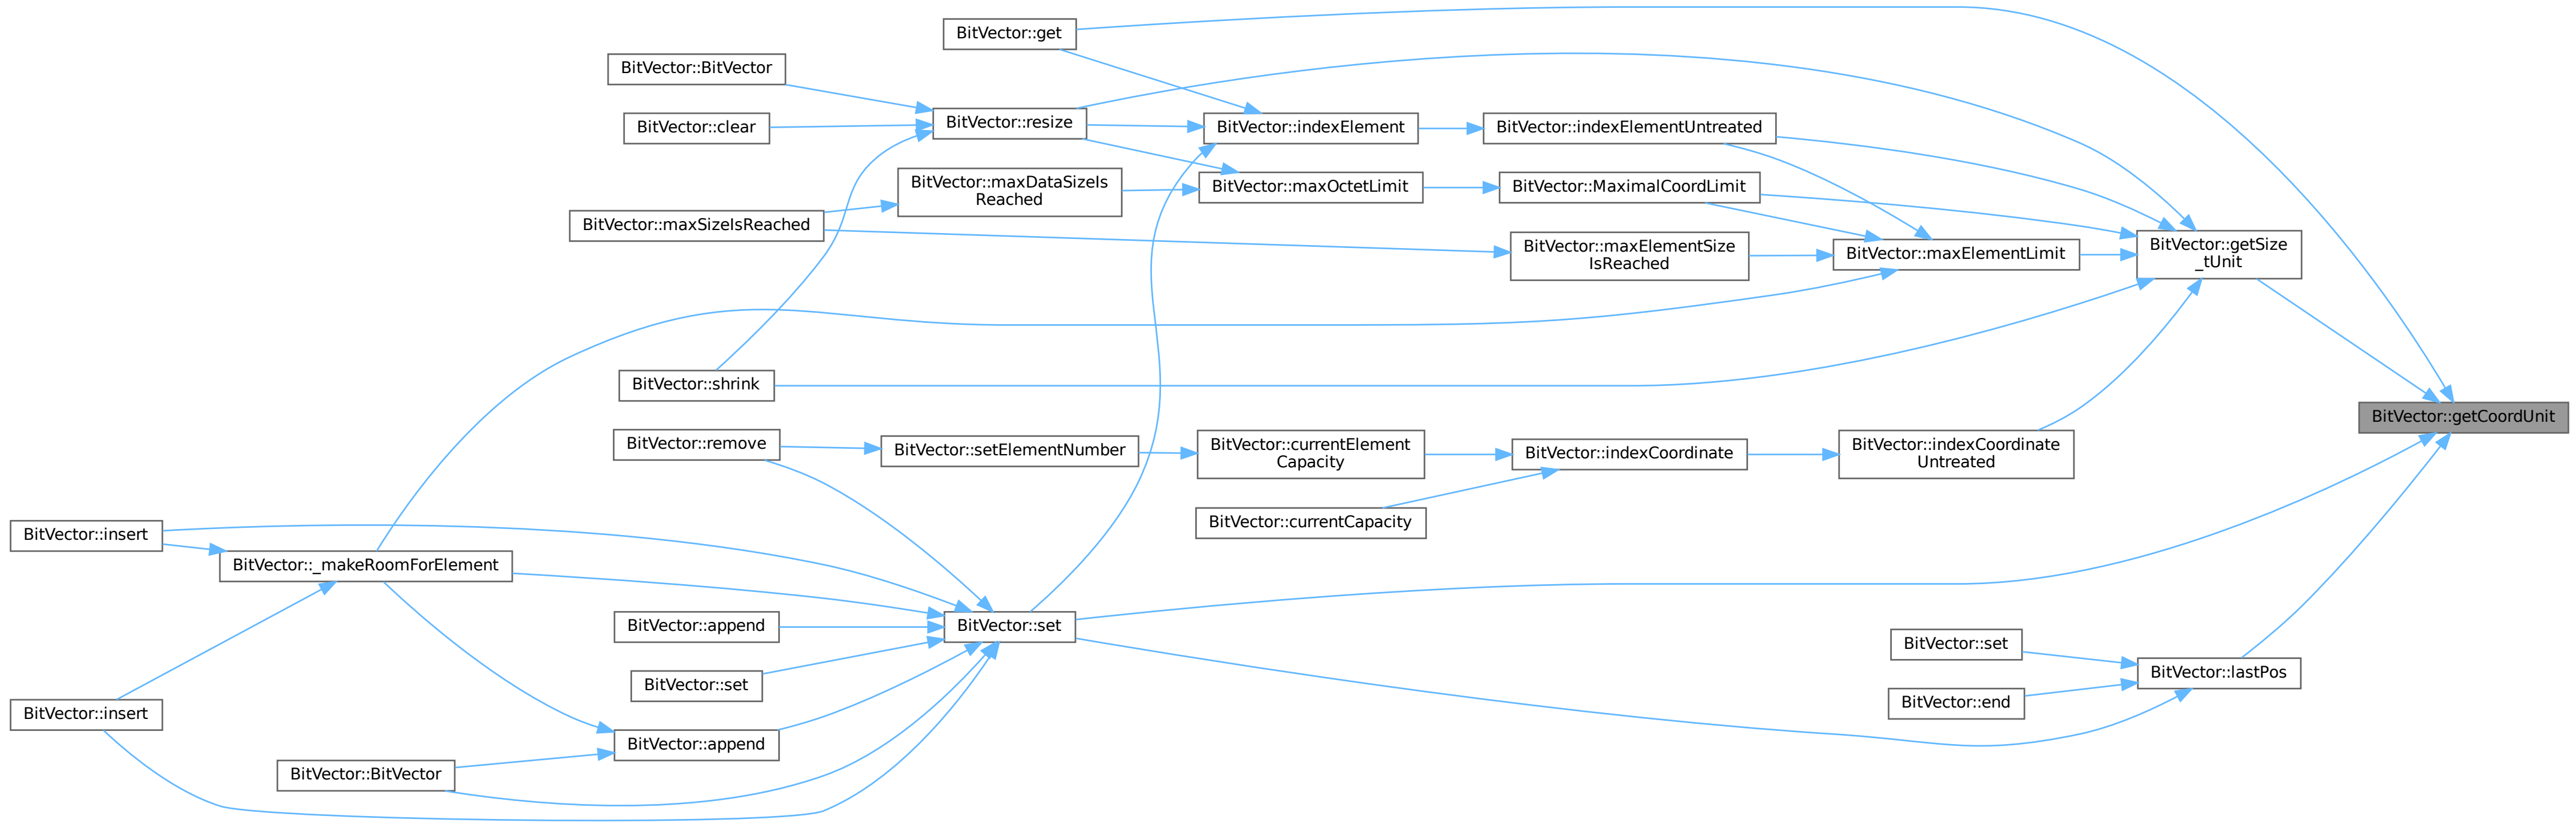 BitVector::get
BitVector::BitVector
BitVector::clear
BitVector::resize
BitVector::indexElement
BitVector::indexElementUntreated
BitVector::maxDataSizeIs
Reached
BitVector::maxOctetLimit
BitVector::MaximalCoordLimit
BitVector::maxSizeIsReached
BitVector::maxElementSize
IsReached
BitVector::maxElementLimit
BitVector::getSize
_tUnit
BitVector::shrink
BitVector::getCoordUnit
BitVector::remove
BitVector::setElementNumber
BitVector::currentElement
Capacity
BitVector::indexCoordinate
BitVector::indexCoordinate
Untreated
BitVector::currentCapacity
BitVector::insert
BitVector::_makeRoomForElement
BitVector::append
BitVector::set
BitVector::set
BitVector::lastPos
BitVector::set
BitVector::end
BitVector::insert
BitVector::append
BitVector::BitVector